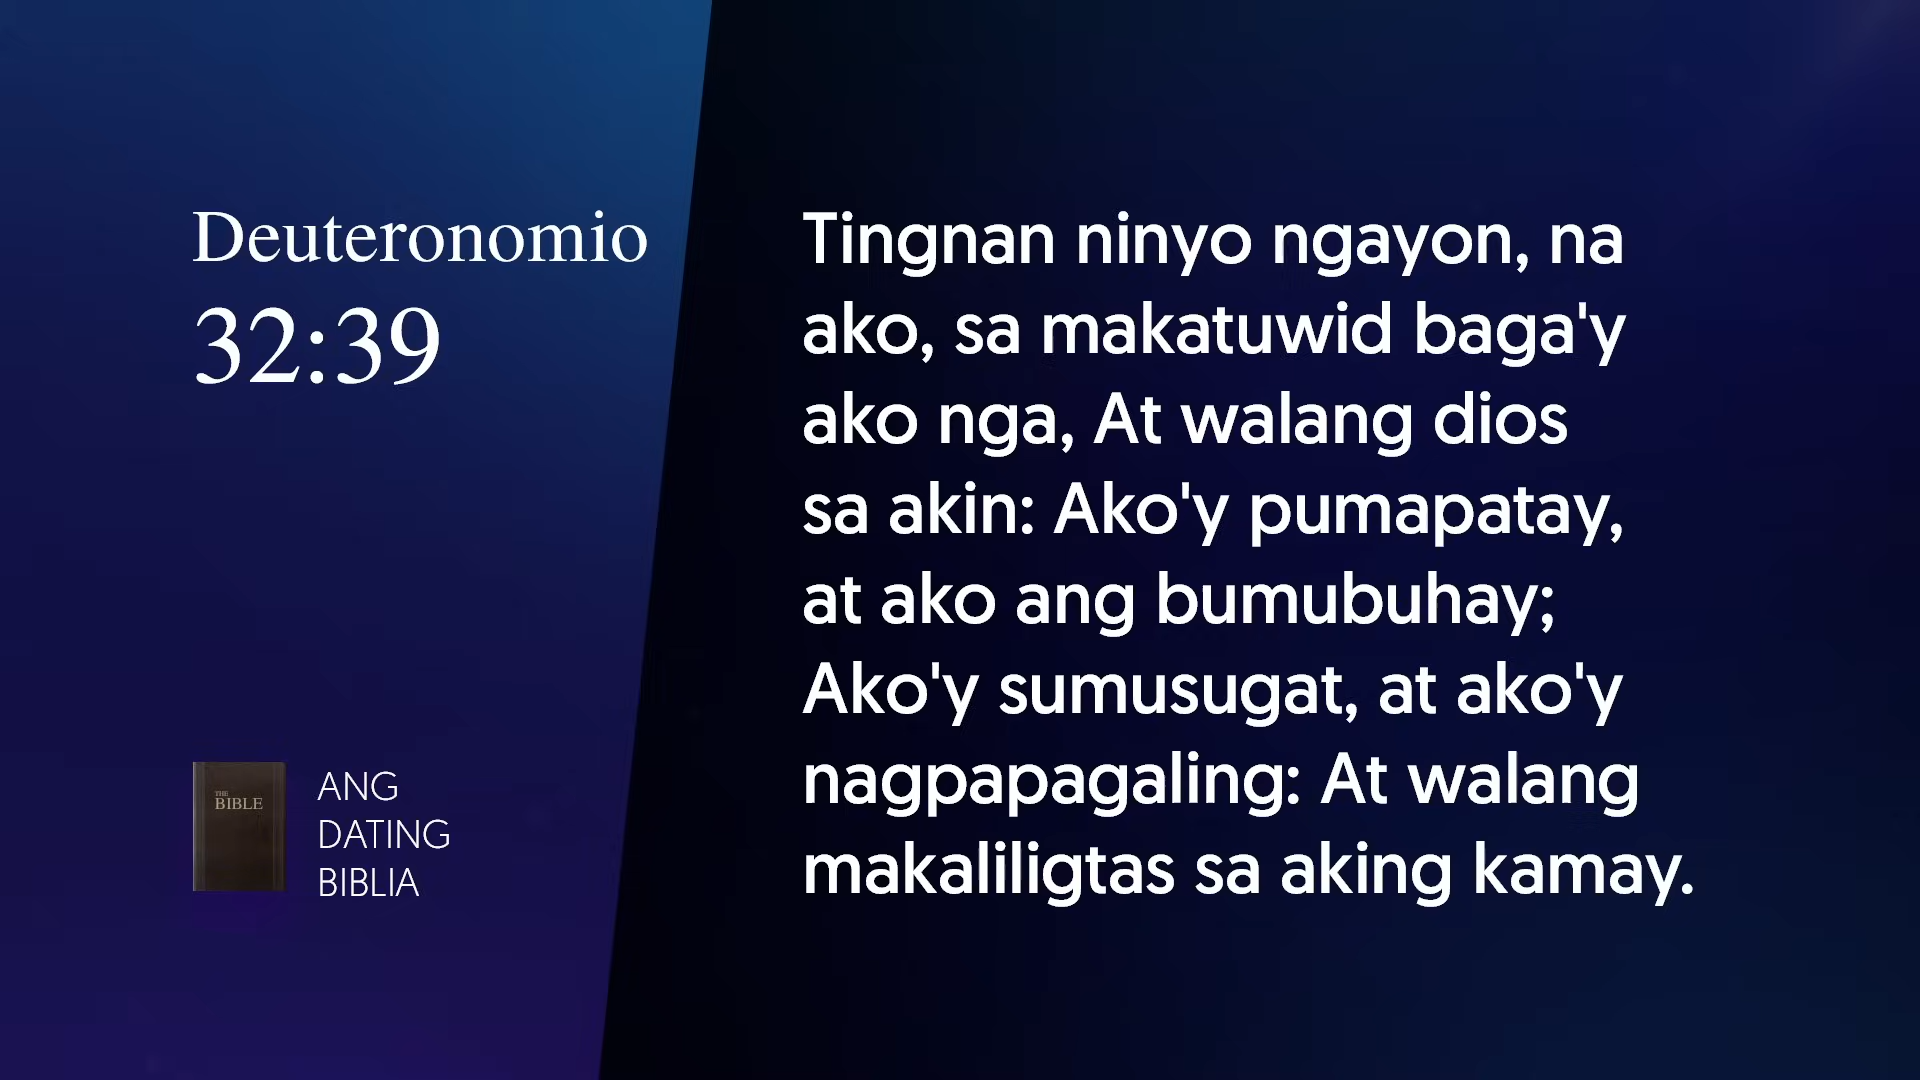 Deuteronomio
32:39
Tingnan ninyo ngayon, na
ako, sa makatuwid baga'y
ako nga, At walang dios
sa akin: Ako'y pumapatay,
at ako ang bumubuhay;
Ako'y sumusugat, at ako'y
nagpapagaling: At walang
makaliligtas sa aking kamay.
THE
BIBLE
ANG
DATING
BIBLIA